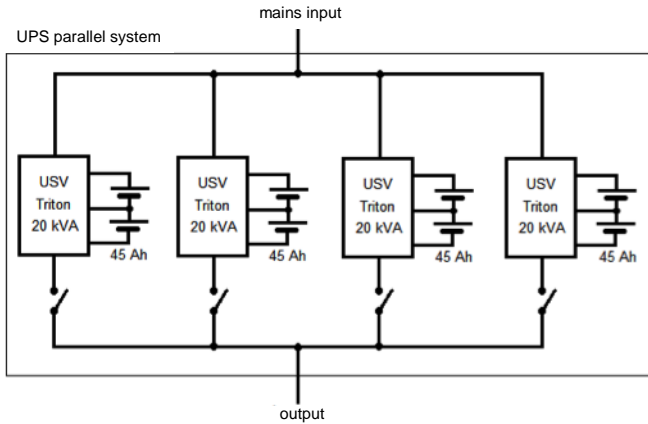 mains input
UPS parallel system
USV
Triton
20 kVA
45 Ah
USV
Triton
20 kVA
45 Ah
USV
Triton
20 kVA
45 Ah
USV
Triton
20 kVA
45 Ah
output